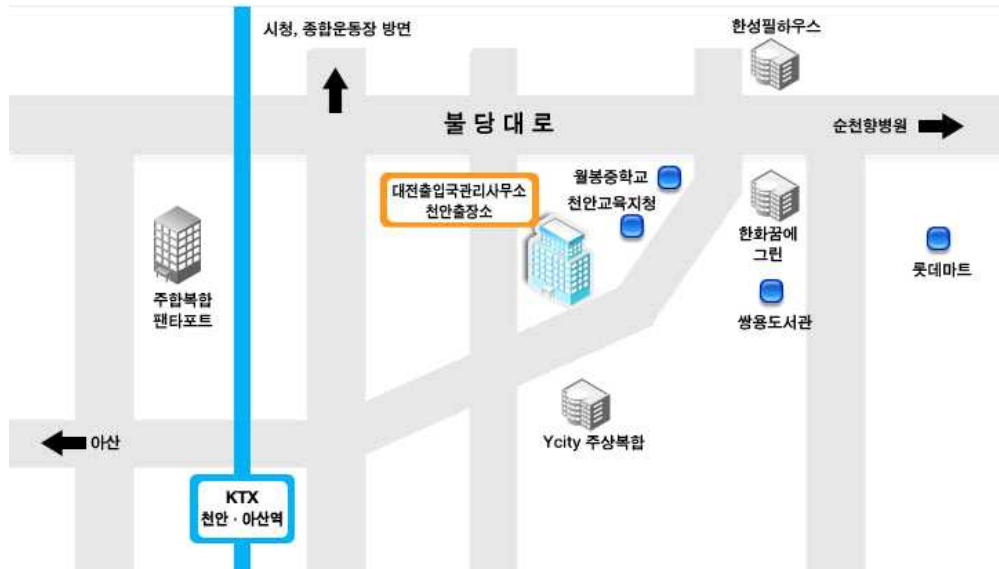 시청, 종합운동장 방면
한성필하우스
불당대로
순천향병원
대전출입국관리사무소
천안출장소
월봉중학교
천안교육지청
한화꿈에
그린
롯데마트
주합복합
팬타포트
쌍용도서관
아산
Ycity 주상복합
KTX
천안 · 아산역